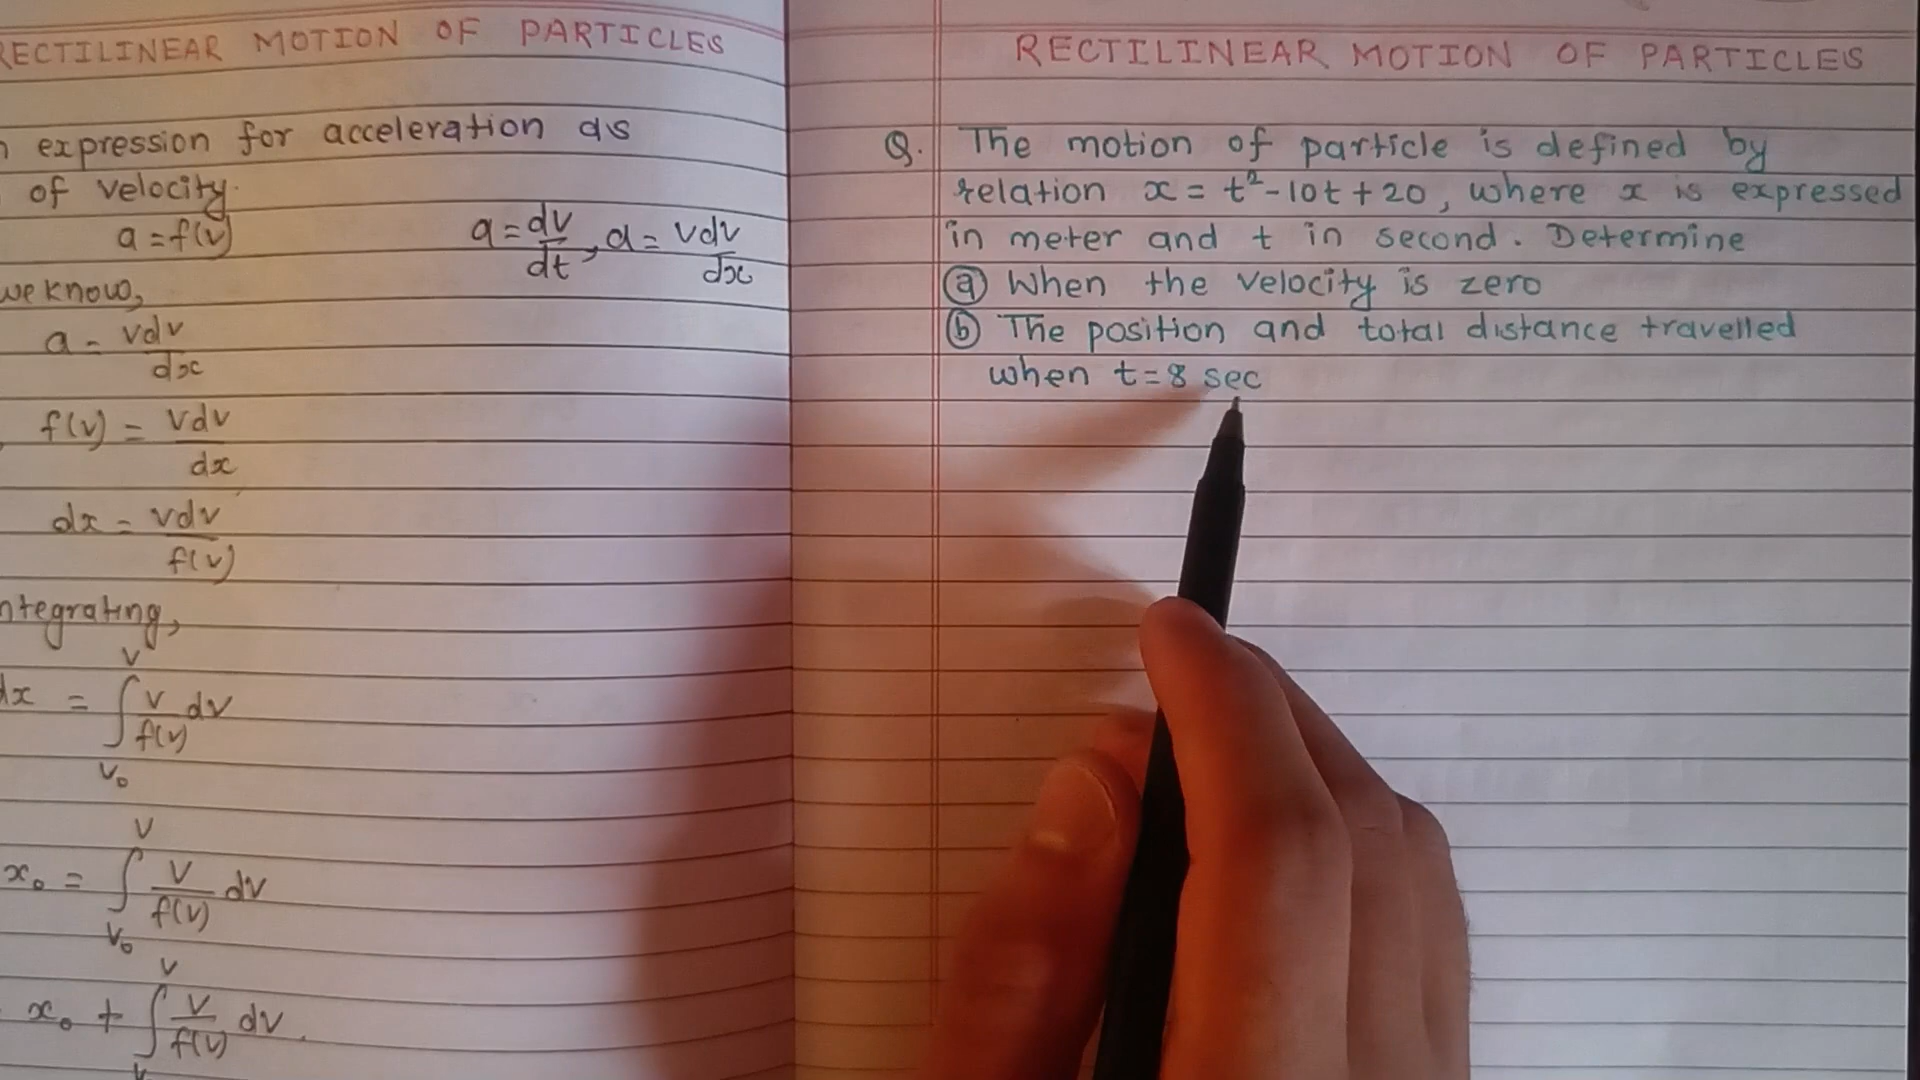 RECTILINEAR MOTION OF PARTICLES
expression for acceleration as
of velocity.
a = f(v)
a = dv/dt, a = vdv/dx
we know,
a = vdv/dx
f(v) = vdv/dx
dx = vdv/f(v)
ntegrating,
dx = ∫ v/f(v) dv
v
v₀
x₀ = ∫ v/f(v) dv
v
v₀
x₀ + ∫ v/f(v) dv.
v
RECTILINEAR MOTION OF PARTICLES
Q. The motion of particle is defined by
relation x = t²-10t+20, where x is expressed
in meter and t in second. Determine
ⓐ When the velocity is zero
ⓑ The position and total distance travelled
when t=8 sec